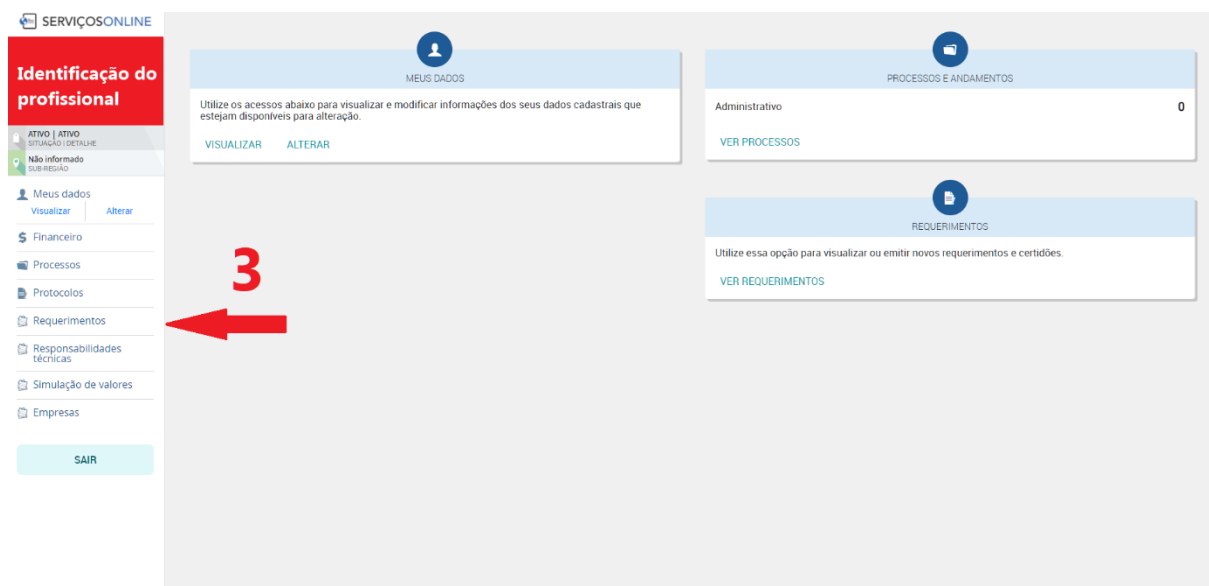 SERVIÇOSONLINE
Identificação do
profissional
ATIVO | ATIVO
SITUAÇÃO | DETALHE
Não informado
SUB-REGIÃO
Meus dados
Visualizar Alterar
Financeiro
Processos
Protocolos
Requerimentos
Responsabilidades
técnicas
Simulação de valores
Empresas
SAIR
3
MEUS DADOS
Utilize os acessos abaixo para visualizar e modificar informações dos seus dados cadastrais que
estejam disponíveis para alteração.
VISUALIZAR ALTERAR
PROCESSOS E ANDAMENTOS
Administrativo 0
VER PROCESSOS
REQUERIMENTOS
Utilize essa opção para visualizar ou emitir novos requerimentos e certidões.
VER REQUERIMENTOS